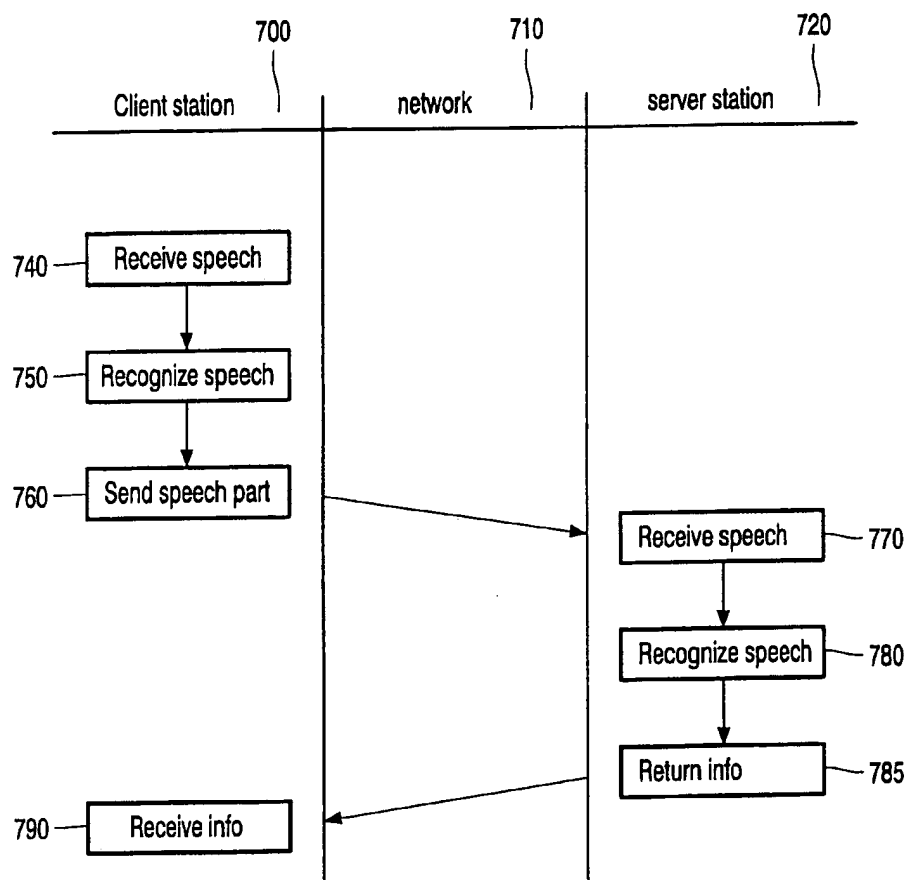 700 710 720
Client station network server station
740 Receive speech
750 Recognize speech
760 Send speech part
Receive speech 770
Recognize speech 780
Return info 785
790 Receive info